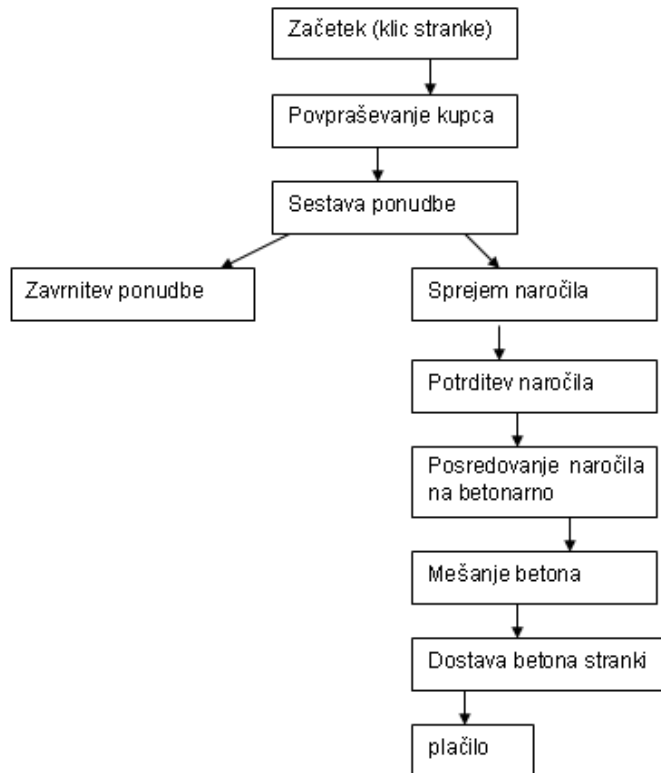 Začetek (klic stranke)
Povpraševanje kupca
Sestava ponudbe
Zavrnitev ponudbe
Sprejem naročila
Potrditev naročila
Posredovanje naročila
na betonarno
Mešanje betona
Dostava betona stranki
plačilo